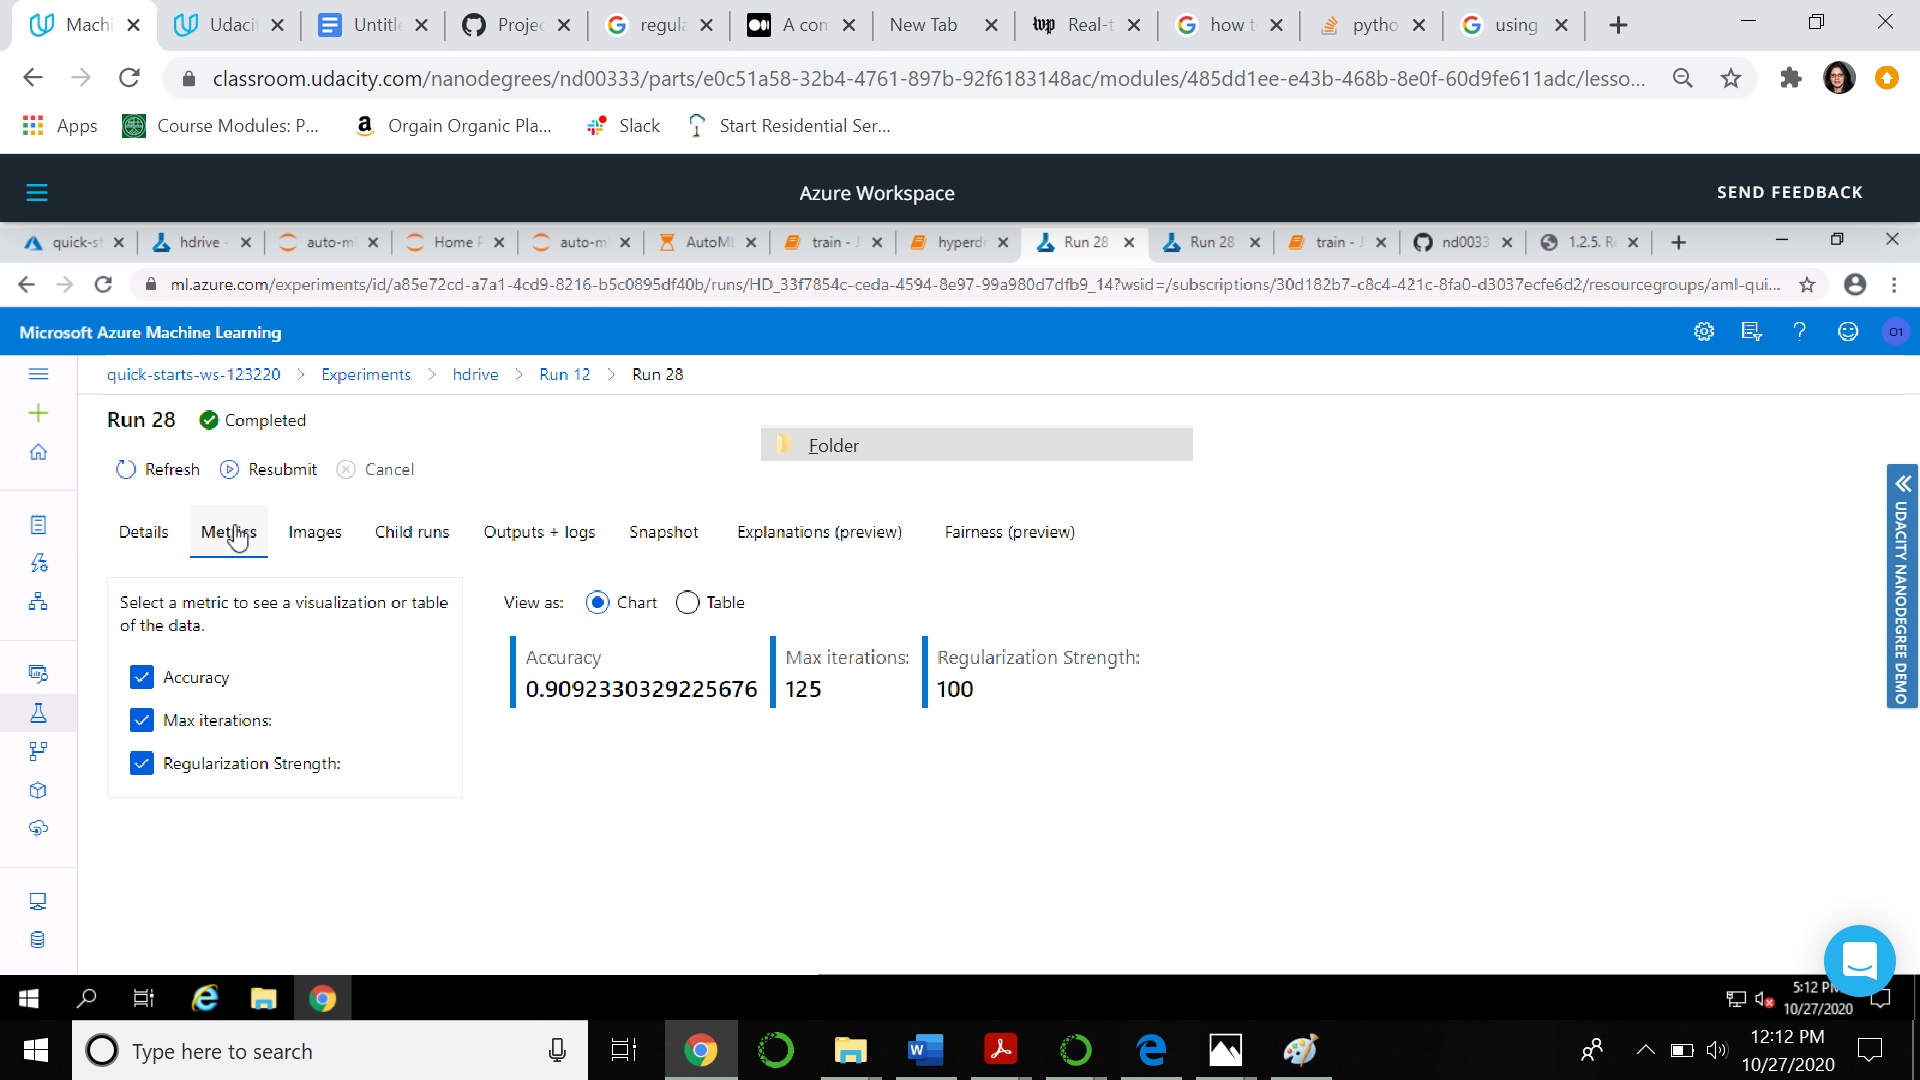 Machi
Udaci
Untitle
Projec
regula
A com
New Tab
Real-t
how t
pytho
using
classroom.udacity.com/nanodegrees/nd00333/parts/e0c51a58-32b4-4761-897b-92f6183148ac/modules/485dd1ee-e43b-468b-8e0f-60d9fe611adc/lesso...
Apps
Course Modules: P...
Orgain Organic Pla...
Slack
Start Residential Ser...
Azure Workspace
SEND FEEDBACK
quick-st
hdrive -
auto-m
Home P
auto-m
AutoML
train - J
hyperdr
Run 28
Run 28
train - J
nd0033
1.2.5. Re
ml.azure.com/experiments/id/a85e72cd-a7a1-4cd9-8216-b5c0895df40b/runs/HD_33f7854c-ceda-4594-8e97-99a980d7dfb9_14?wsid=/subscriptions/30d182b7-c8c4-421c-8fa0-d3037ecfe6d2/resourcegroups/aml-qui...
Microsoft Azure Machine Learning
O1
quick-starts-ws-123220 > Experiments > hdrive > Run 12 > Run 28
Run 28 Completed
Folder
Refresh Resubmit Cancel
Details Metrics Images Child runs Outputs + logs Snapshot Explanations (preview) Fairness (preview)
UDACITY NANODEGREE DEMO
Select a metric to see a visualization or table
of the data.
Accuracy
Max iterations:
Regularization Strength:
View as: Chart Table
Accuracy
0.9092330329225676
Max iterations:
125
Regularization Strength:
100
5:12 PM
10/27/2020
Type here to search
12:12 PM
10/27/2020